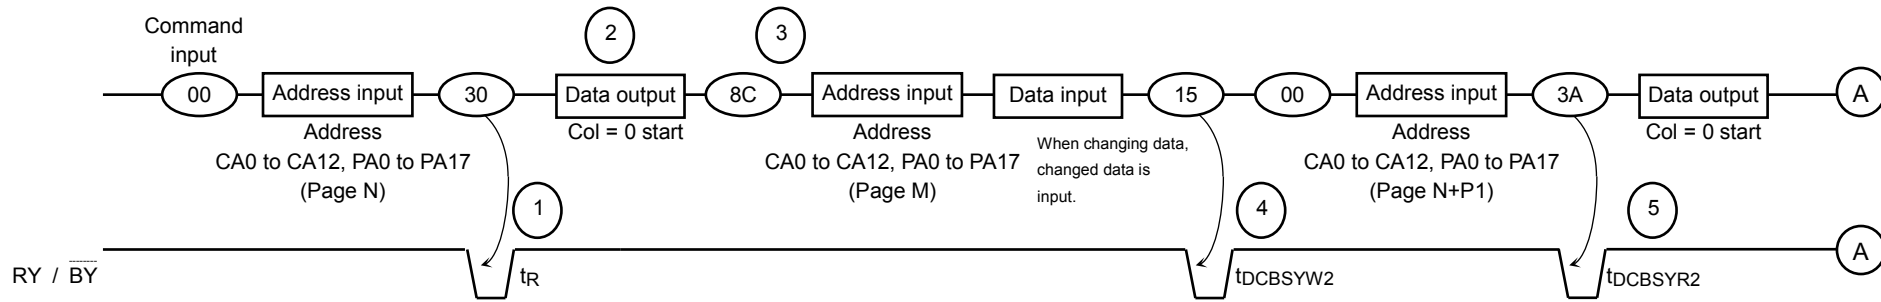 Command
input
2
3
00
Address input
30
Data output
8C
Address input
Data input
15
00
Address input
3A
Data output
A
Address
CA0 to CA12, PA0 to PA17
(Page N)
Col = 0 start
Address
CA0 to CA12, PA0 to PA17
(Page M)
When changing data,
changed data is
input.
Address
CA0 to CA12, PA0 to PA17
(Page N+P1)
Col = 0 start
1
4
5
RY / BY
tR
tDCBSYW2
tDCBSYR2
A